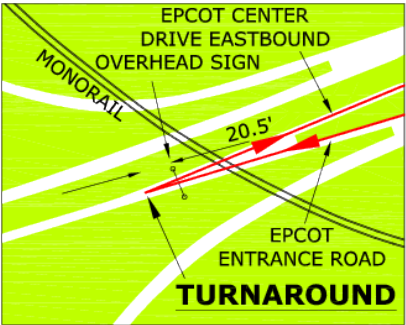 EPCOT CENTER
DRIVE EASTBOUND
OVERHEAD SIGN
MONORAIL
20.5'
EPCOT
ENTRANCE ROAD
TURNAROUND